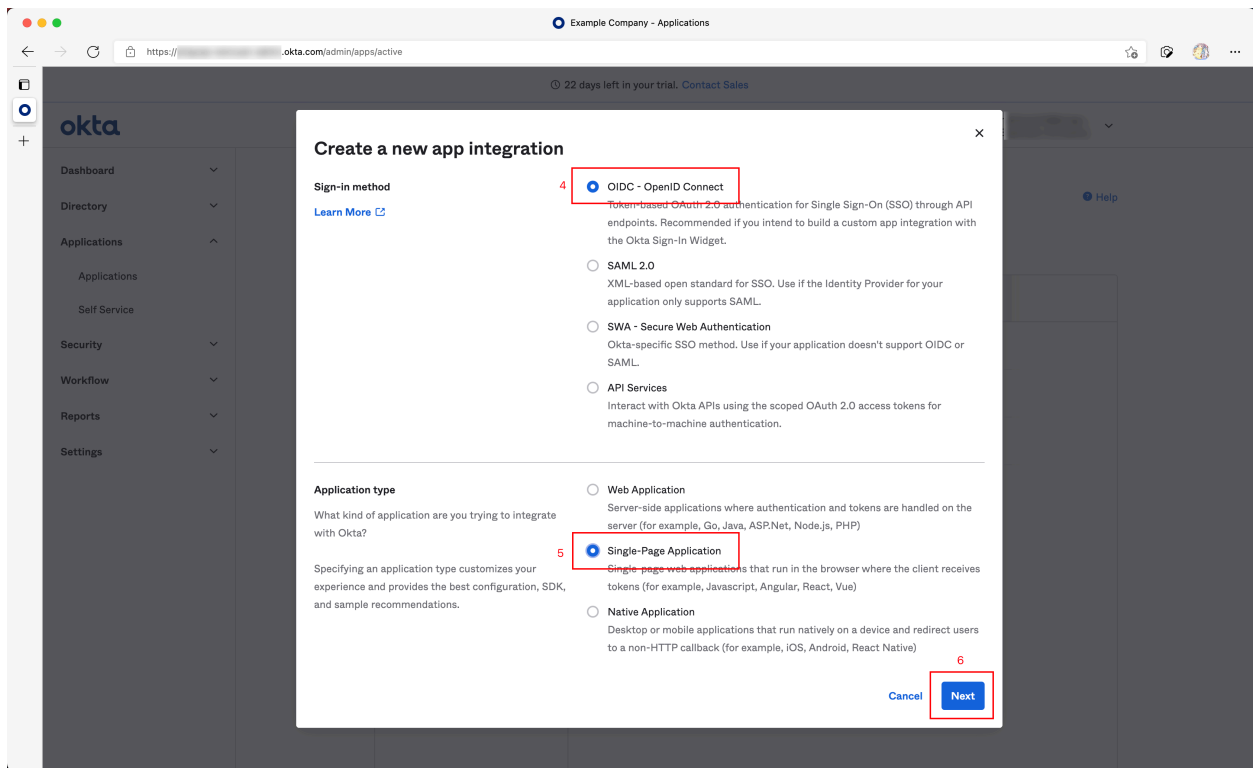 Example Company - Applications
https:// .okta.com/admin/apps/active
22 days left in your trial. Contact Sales
okta
Dashboard
Directory
Applications
Applications
Self Service
Security
Workflow
Reports
Settings
Help
Create a new app integration
Sign-in method
Learn More
4
OIDC - OpenID Connect
Token-based OAuth 2.0 authentication for Single Sign-On (SSO) through API
endpoints. Recommended if you intend to build a custom app integration with
the Okta Sign-In Widget.
SAML 2.0
XML-based open standard for SSO. Use if the Identity Provider for your
application only supports SAML.
SWA - Secure Web Authentication
Okta-specific SSO method. Use if your application doesn't support OIDC or
SAML.
API Services
Interact with Okta APIs using the scoped OAuth 2.0 access tokens for
machine-to-machine authentication.
Application type
What kind of application are you trying to integrate
with Okta?
Specifying an application type customizes your
experience and provides the best configuration, SDK,
and sample recommendations.
Web Application
Server-side applications where authentication and tokens are handled on the
server (for example, Go, Java, ASP.Net, Node.js, PHP)
5
Single-Page Application
Single-page web applications that run in the browser where the client receives
tokens (for example, Javascript, Angular, React, Vue)
Native Application
Desktop or mobile applications that run natively on a device and redirect users
to a non-HTTP callback (for example, iOS, Android, React Native)
6
Cancel
Next